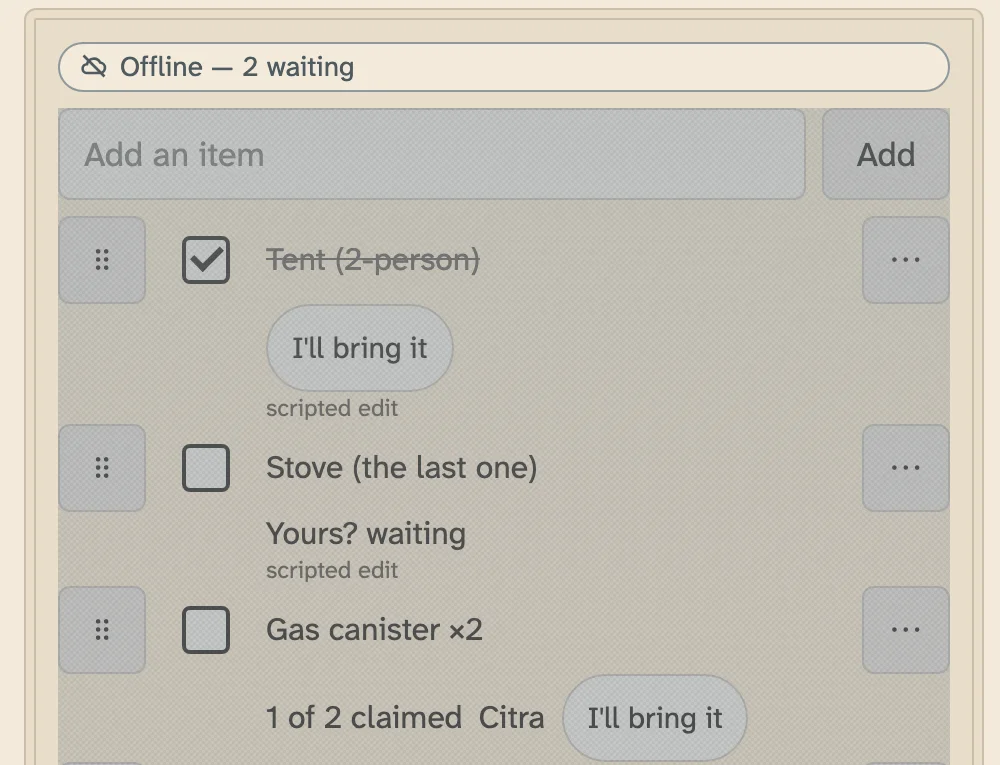 Offline — 2 waiting
Add an item
Add
Tent (2-person)
I'll bring it
scripted edit
Stove (the last one)
Yours? waiting
scripted edit
Gas canister ×2
1 of 2 claimed Citra I'll bring it